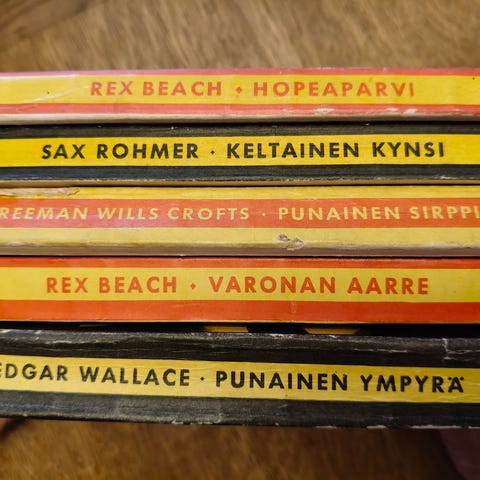 REX BEACH • HOPEAPARVI
SAX ROHMER · KELTAINEN KYNSI
REEMAN WILLS CROFTS · PUNAINEN SIRPPI
REX BEACH • VARONAN AARRE
EDGAR WALLACE · PUNAINEN YMPYRÄ